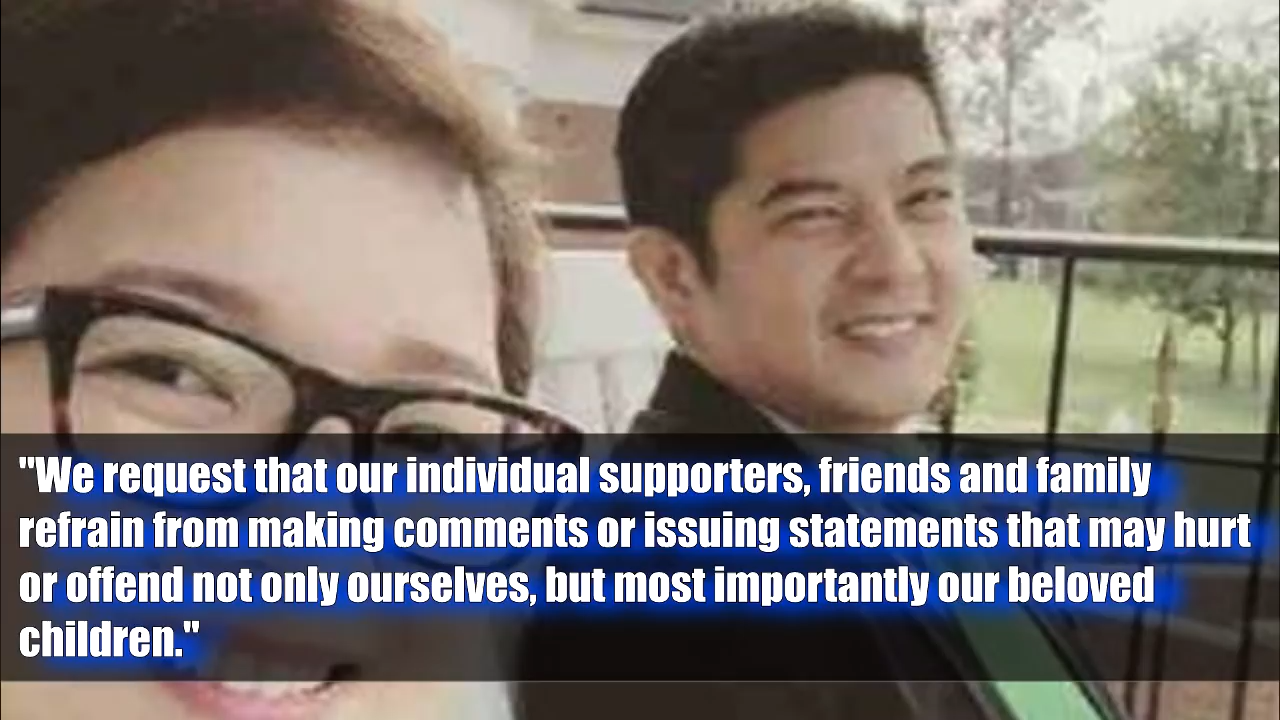 "We request that our individual supporters, friends and family
refrain from making comments or issuing statements that may hurt
or offend not only ourselves, but most importantly our beloved
children."